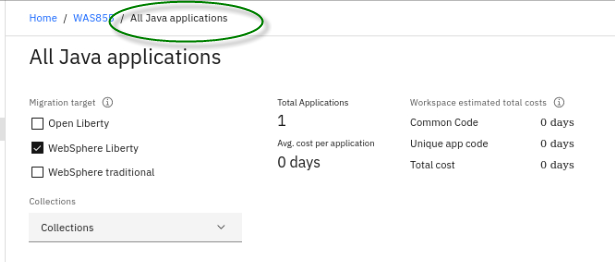 Home / WAS855 / All Java applications
All Java applications
Migration target
Open Liberty
WebSphere Liberty
WebSphere traditional
Collections
Collections
Total Applications
1
Avg. cost per application
0 days
Workspace estimated total costs
Common Code 0 days
Unique app code 0 days
Total cost 0 days